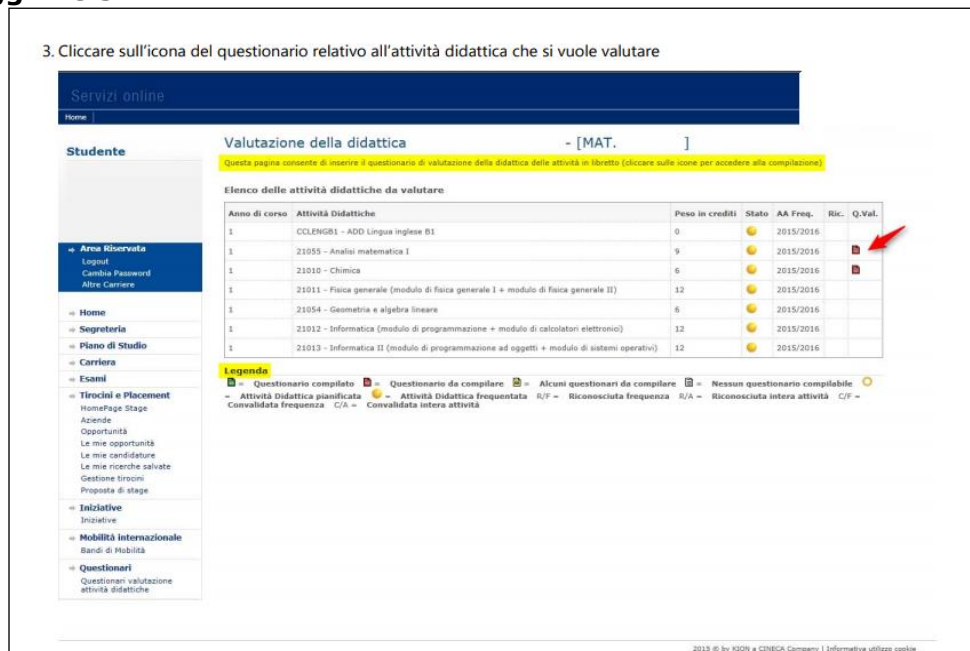 3. Cliccare sull'icona del questionario relativo all'attività didattica che si vuole valutare
Servizi online
Home
Studente
Valutazione della didattica - [MAT. ]
Questa pagina consente di inserire il questionario di valutazione della didattica delle attività in libretto (cliccare sulle icone per accedere alla compilazione)
Elenco delle attività didattiche da valutare
Anno di corso Attività Didattiche Peso in crediti Stato AA Freq. Ric. Q.Val.
1 CCLENGB1 - ADD Lingua inglese B1 0 2015/2016
1 21055 - Analisi matematica I 9 2015/2016
1 21010 - Chimica 6 2015/2016
1 21011 - Fisica generale (modulo di fisica generale I + modulo di fisica generale II) 12 2015/2016
1 21054 - Geometria e algebra lineare 6 2015/2016
1 21012 - Informatica (modulo di programmazione + modulo di calcolatori elettronici) 12 2015/2016
1 21013 - Informatica II (modulo di programmazione ad oggetti + modulo di sistemi operativi) 12 2015/2016
Legenda
= Questionario compilato = Questionario da compilare = Alcuni questionari da compilare = Nessun questionario compilabile
= Attività Didattica pianificata = Attività Didattica frequentata R/F = Riconosciuta frequenza R/A = Riconosciuta intera attività C/F =
Convalidata frequenza C/A = Convalidata intera attività
Area Riservata
Logout
Cambia Password
Altre Carriere
Home
Segreteria
Piano di Studio
Carriera
Esami
Tirocini e Placement
HomePage Stage
Aziende
Opportunità
Le mie opportunità
Le mie candidature
Le mie ricerche salvate
Gestione tirocini
Proposta di stage
Iniziative
Iniziative
Mobilità internazionale
Bandi di Mobilità
Questionari
Questionari valutazione
attività didattiche
2015 © by KION a CINECA Company | Informativa utilizzo cookie